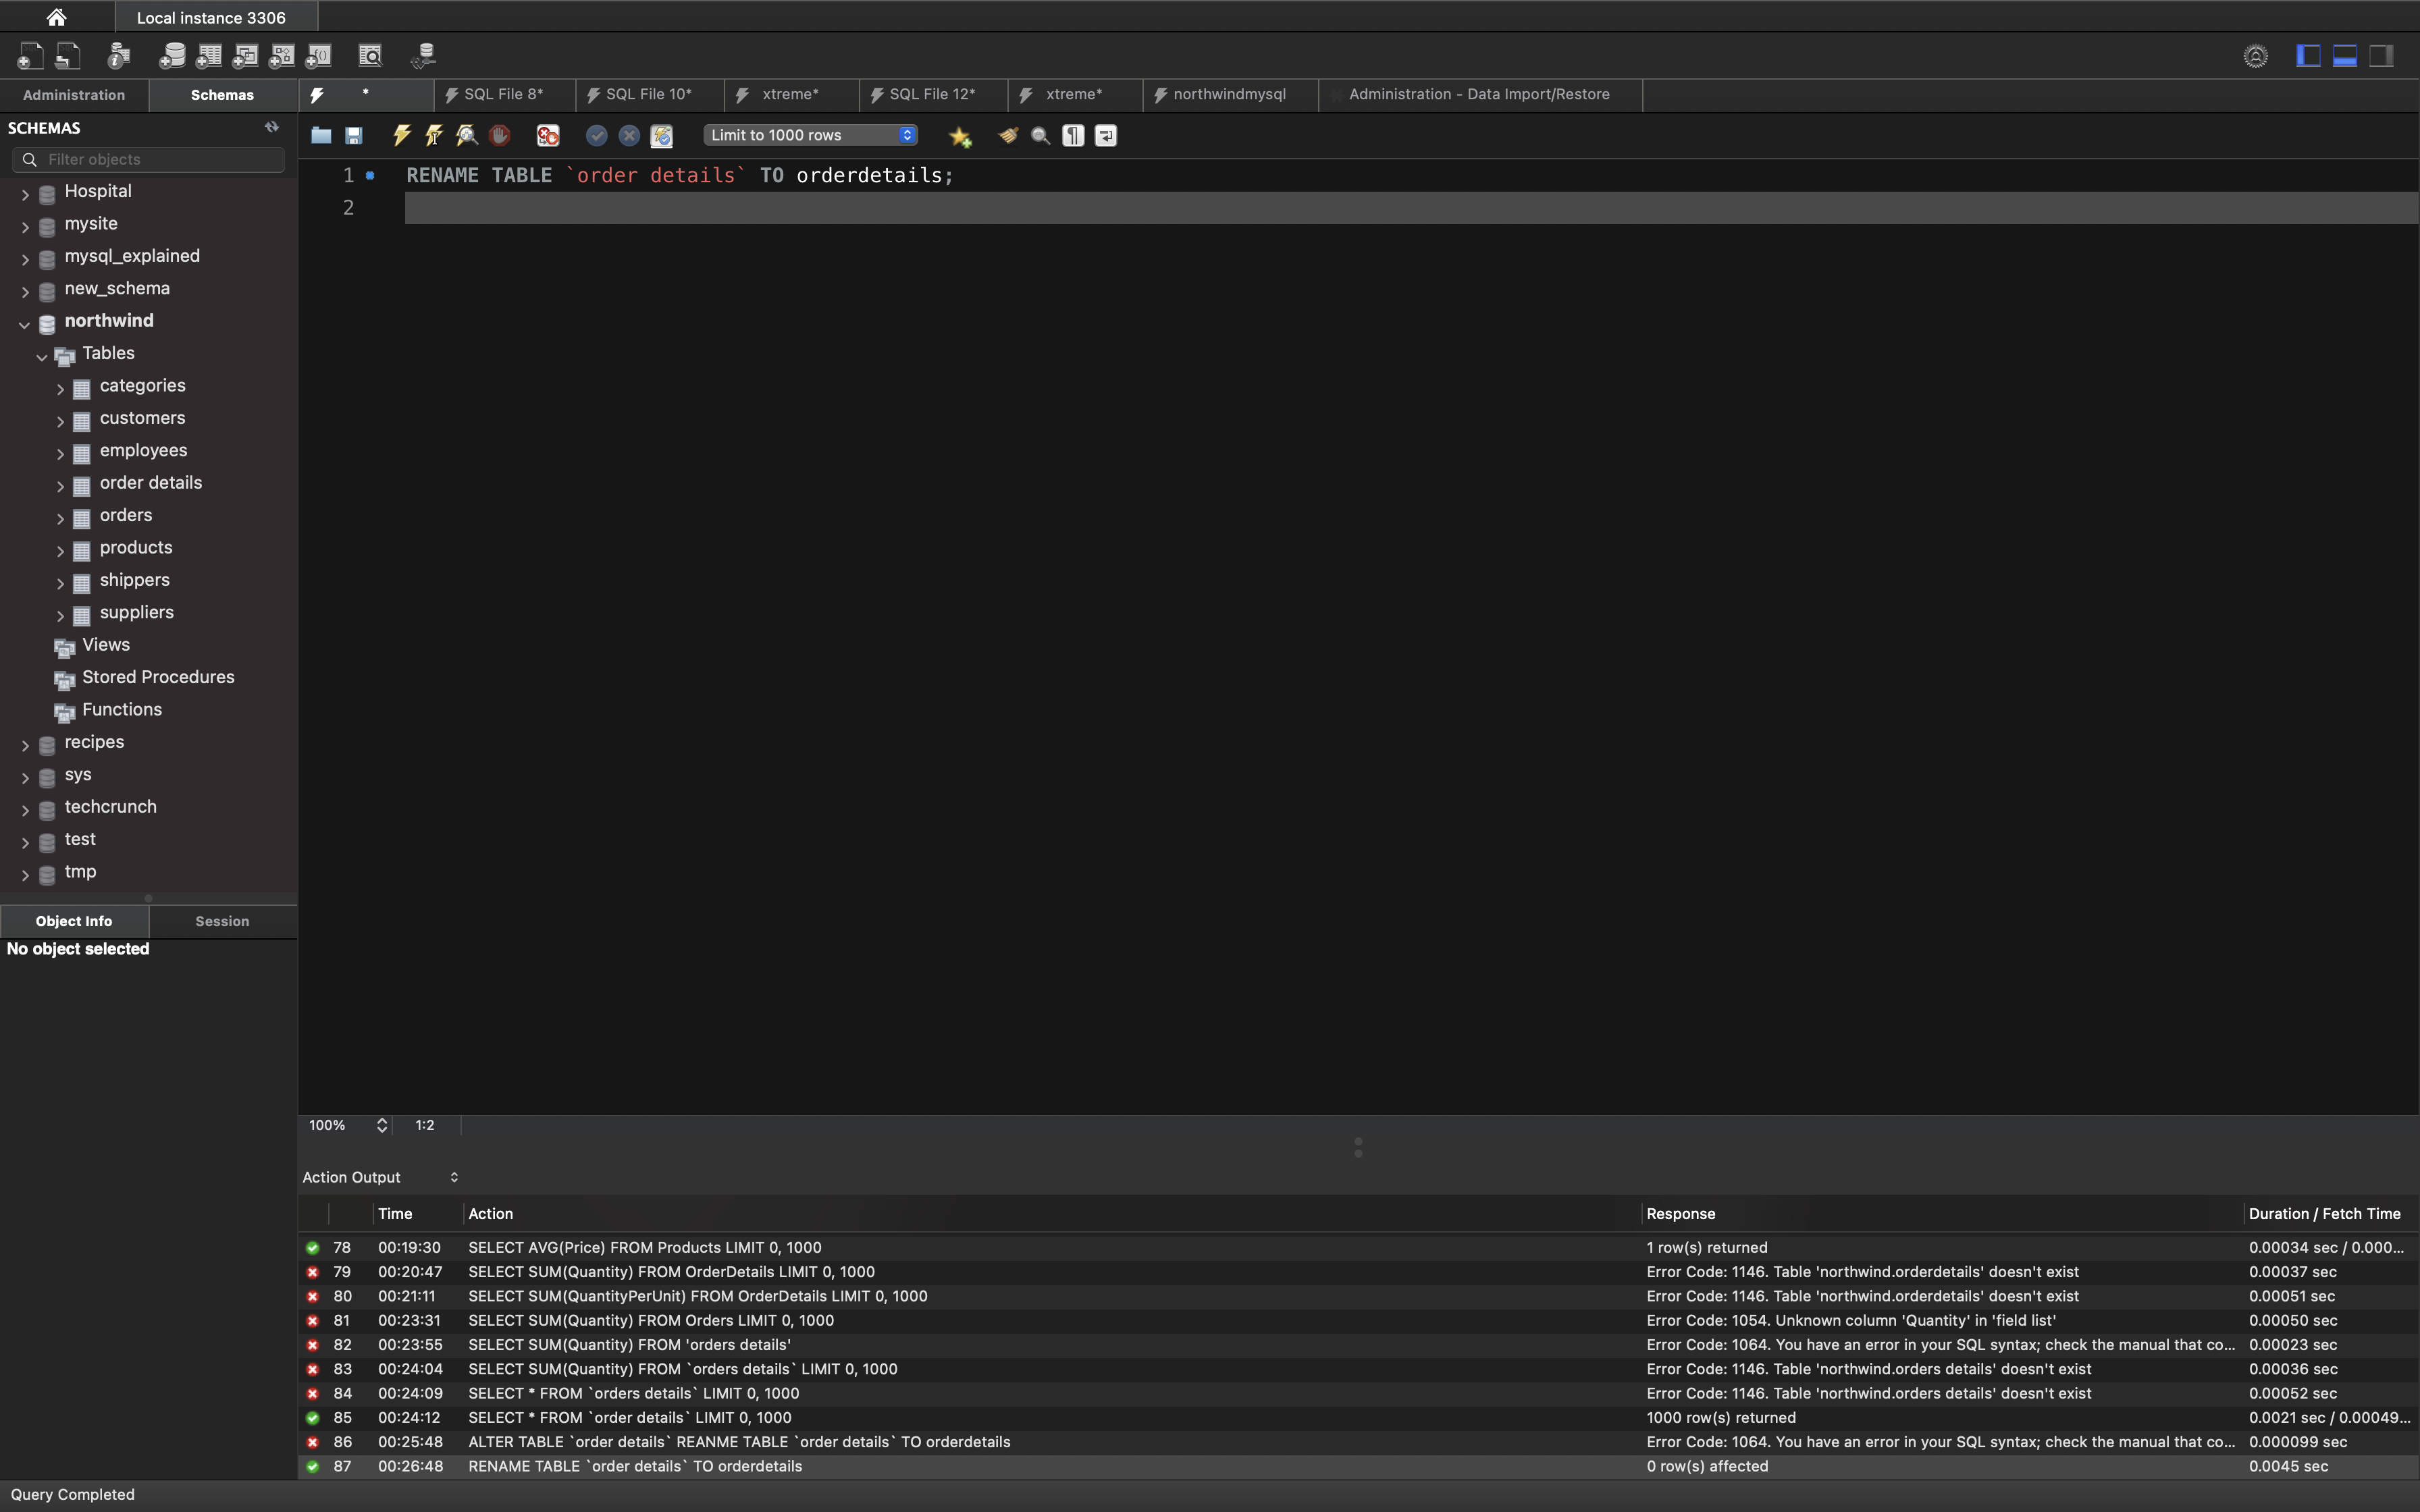 Local instance 3306
Administration
Schemas
*
SQL File 8*
SQL File 10*
xtreme*
SQL File 12*
xtreme*
northwindmysql
Administration - Data Import/Restore
SCHEMAS
Filter objects
Limit to 1000 rows
Hospital
mysite
mysql_explained
new_schema
northwind
Tables
categories
customers
employees
order details
orders
products
shippers
suppliers
Views
Stored Procedures
Functions
recipes
sys
techcrunch
test
tmp
Object Info
Session
No object selected
1 RENAME TABLE `order details` TO orderdetails;
2
100% 1:2
Action Output
Time Action Response Duration / Fetch Time
78 00:19:30 SELECT AVG(Price) FROM Products LIMIT 0, 1000 1 row(s) returned 0.00034 sec / 0.000...
79 00:20:47 SELECT SUM(Quantity) FROM OrderDetails LIMIT 0, 1000 Error Code: 1146. Table 'northwind.orderdetails' doesn't exist 0.00037 sec
80 00:21:11 SELECT SUM(QuantityPerUnit) FROM OrderDetails LIMIT 0, 1000 Error Code: 1146. Table 'northwind.orderdetails' doesn't exist 0.00051 sec
81 00:23:31 SELECT SUM(Quantity) FROM Orders LIMIT 0, 1000 Error Code: 1054. Unknown column 'Quantity' in 'field list' 0.00050 sec
82 00:23:55 SELECT SUM(Quantity) FROM 'orders details' Error Code: 1064. You have an error in your SQL syntax; check the manual that co... 0.00023 sec
83 00:24:04 SELECT SUM(Quantity) FROM `orders details` LIMIT 0, 1000 Error Code: 1146. Table 'northwind.orders details' doesn't exist 0.00036 sec
84 00:24:09 SELECT * FROM `orders details` LIMIT 0, 1000 Error Code: 1146. Table 'northwind.orders details' doesn't exist 0.00052 sec
85 00:24:12 SELECT * FROM `order details` LIMIT 0, 1000 1000 row(s) returned 0.0021 sec / 0.00049...
86 00:25:48 ALTER TABLE `order details` REANME TABLE `order details` TO orderdetails Error Code: 1064. You have an error in your SQL syntax; check the manual that co... 0.000099 sec
87 00:26:48 RENAME TABLE `order details` TO orderdetails 0 row(s) affected 0.0045 sec
Query Completed